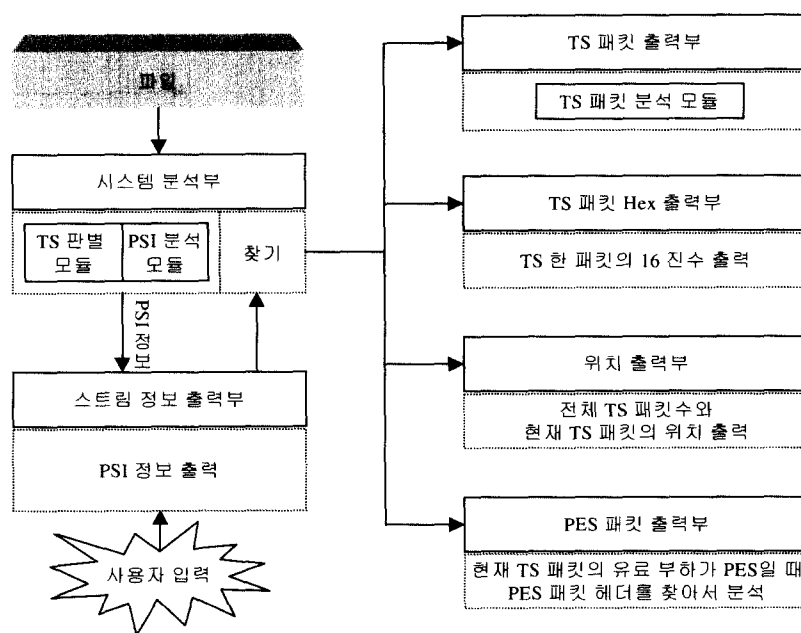 파일
시스템 분석부
TS 판별
모듈
PSI 분석
모듈
찾기
PSI 정보
스트림 정보 출력부
PSI 정보 출력
사용자 입력
TS 패킷 출력부
TS 패킷 분석 모듈
TS 패킷 Hex 출력부
TS 한 패킷의 16 진수 출력
위치 출력부
전체 TS 패킷수와
현재 TS 패킷의 위치 출력
PES 패킷 출력부
현재 TS 패킷의 유료 부하가 PES일 때
PES 패킷 헤더를 찾아서 분석